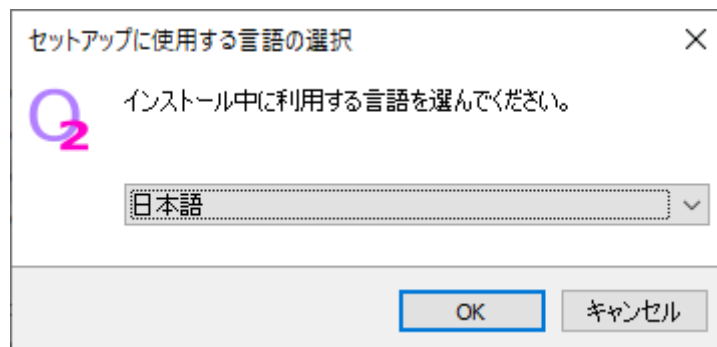 セットアップに使用する言語の選択
O2
インストール中に利用する言語を選んでください。
日本語
OK
キャンセル